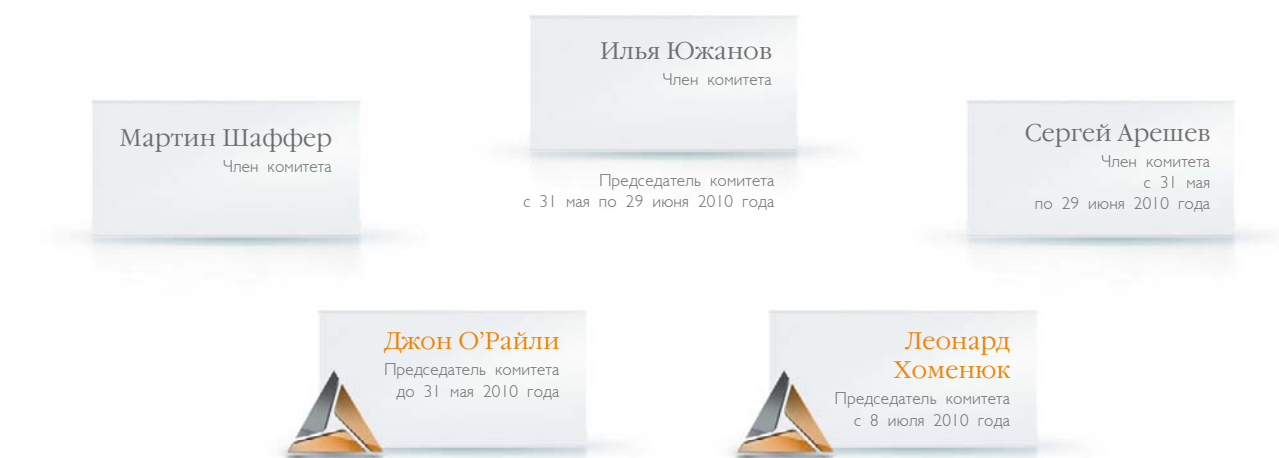 Илья Южанов
Член комитета
Председатель комитета
с 31 мая по 29 июня 2010 года
Мартин Шаффер
Член комитета
Сергей Арешев
Член комитета
с 31 мая
по 29 июня 2010 года
Джон О’Райли
Председатель комитета
до 31 мая 2010 года
Леонард
Хоменюк
Председатель комитета
с 8 июля 2010 года